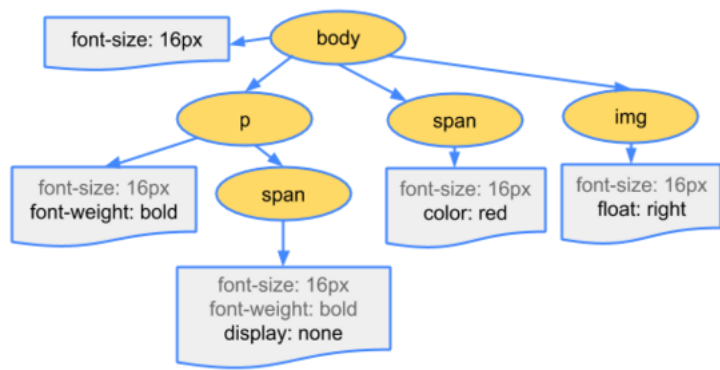 font-size: 16px
body
p
span
img
font-size: 16px
font-weight: bold
span
font-size: 16px
color: red
font-size: 16px
float: right
font-size: 16px
font-weight: bold
display: none